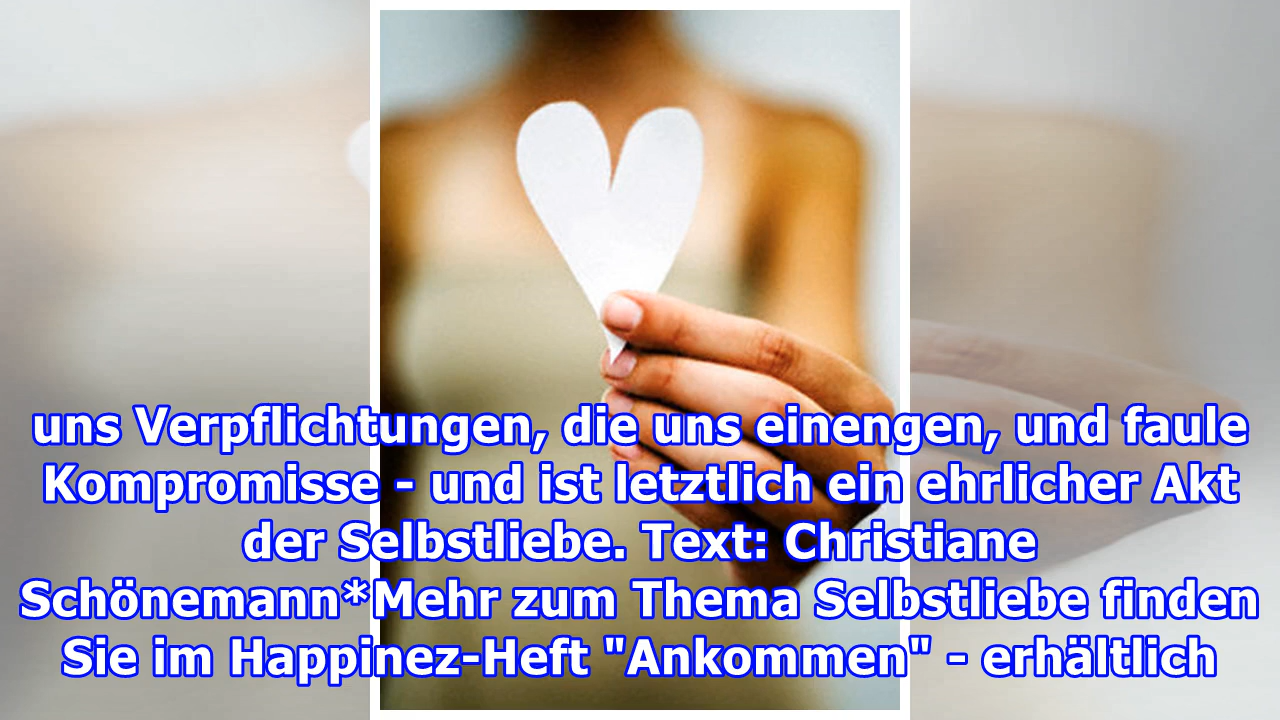 uns Verpflichtungen, die uns einengen, und faule
Kompromisse - und ist letztlich ein ehrlicher Akt
der Selbstliebe. Text: Christiane
Schönemann*Mehr zum Thema Selbstliebe finden
Sie im Happinez-Heft "Ankommen" - erhältlich